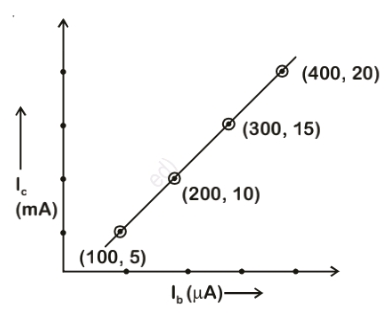 (400, 20)
(300, 15)
(200, 10)
(100, 5)
I_c
(mA)
I_b (μA)